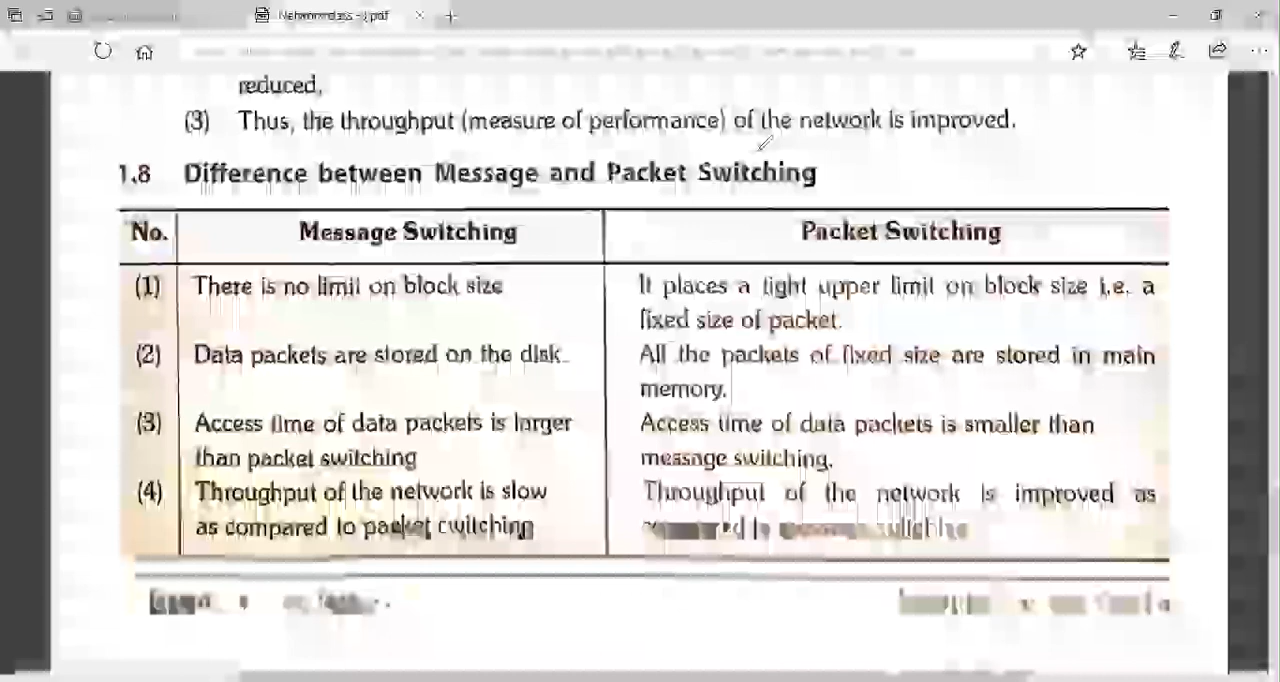 reduced,
(3) Thus, the throughput (measure of performance) of the network is improved.
1.8 Difference between Message and Packet Switching
No. Message Switching Packet Switching
(1) There is no limit on block size It places a tight upper limit on block size i.e. a
fixed size of packet.
(2) Data packets are stored on the disk. All the packets of fixed size are stored in main
memory.
(3) Access time of data packets is larger Access time of data packets is smaller than
than packet switching message switching.
(4) Throughput of the network is slow Throughput of the network is improved as
as compared to packet switching